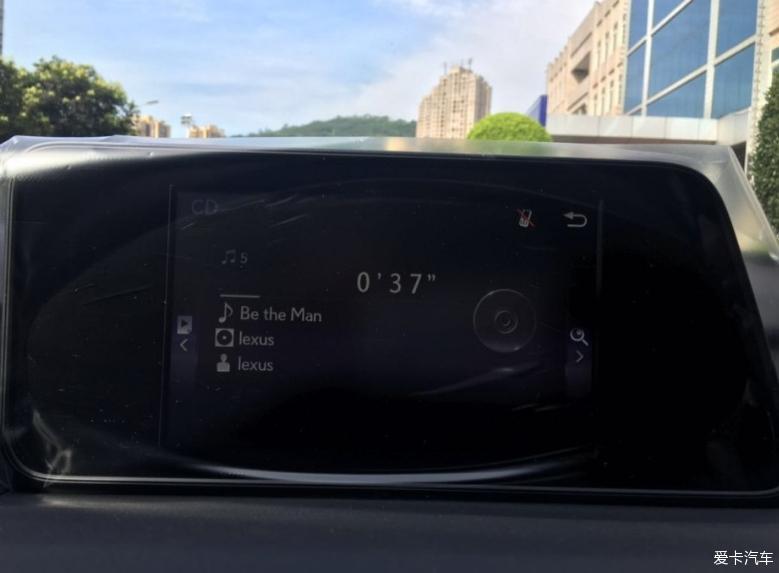 CD
5
0'37”
Be the Man
lexus
lexus
爱卡汽车